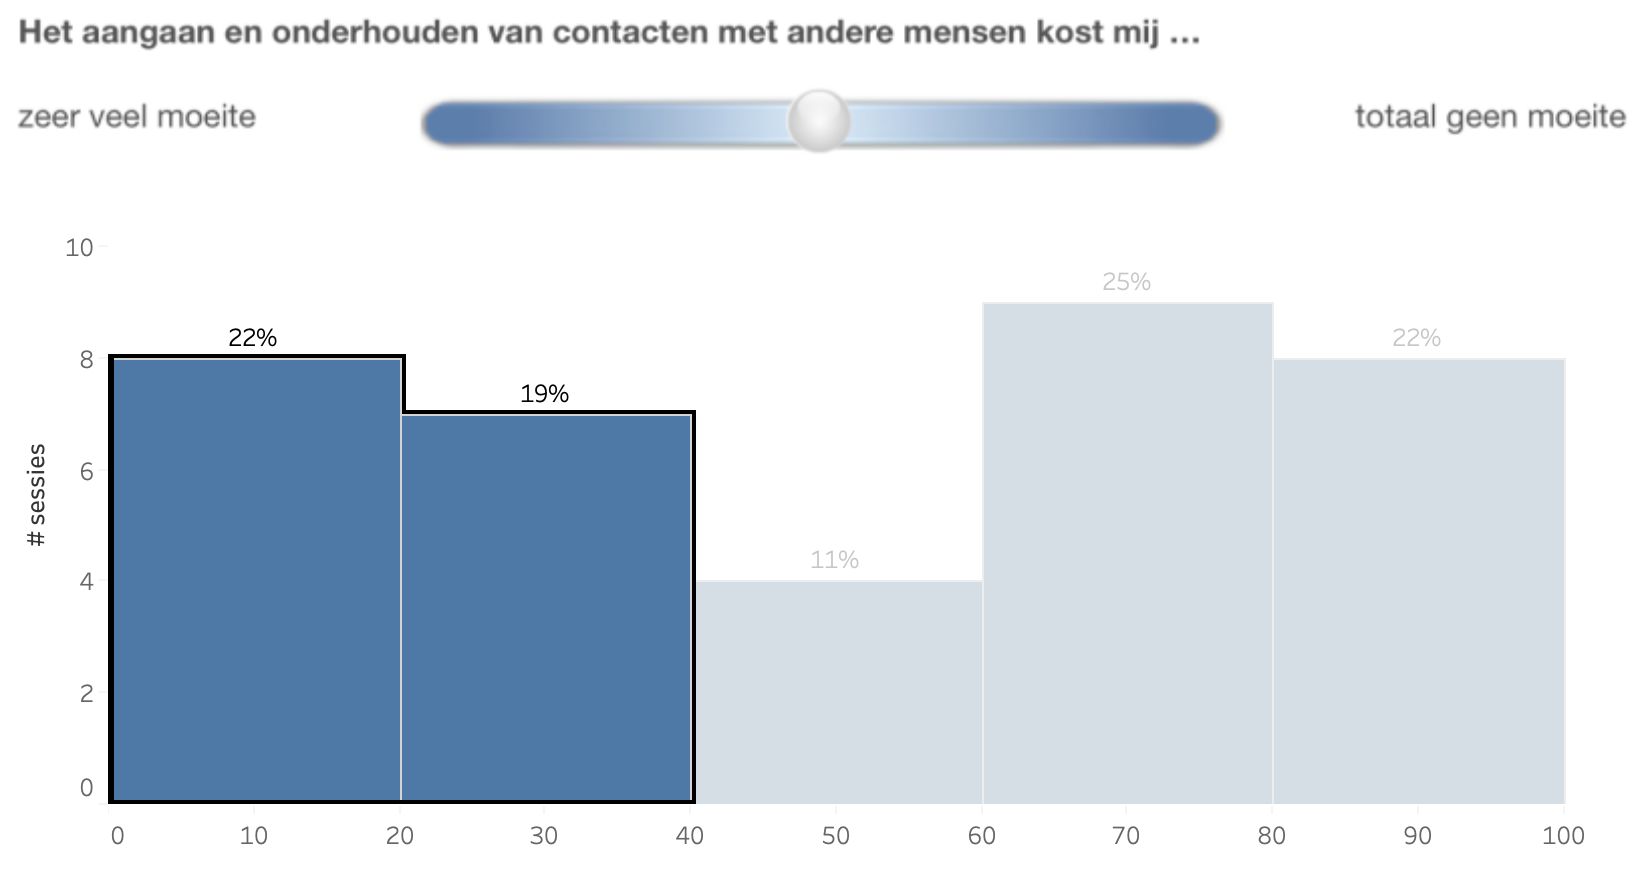 Het aangaan en onderhouden van contacten met andere mensen kost mij ...
zeer veel moeite
totaal geen moeite
10
25%
22%
22%
8
19%
6
# sessies
11%
4
2
0
0 10 20 30 40 50 60 70 80 90 100